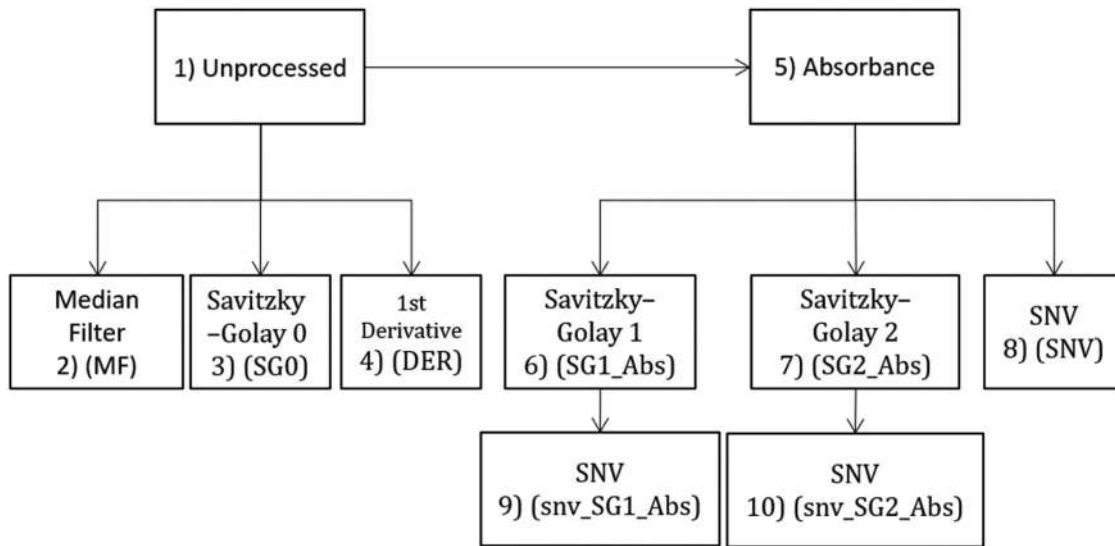 1) Unprocessed
5) Absorbance
Median
Filter
2) (MF)
Savitzky
–Golay 0
3) (SG0)
1st
Derivative
4) (DER)
Savitzky–
Golay 1
6) (SG1_Abs)
Savitzky–
Golay 2
7) (SG2_Abs)
SNV
8) (SNV)
SNV
9) (snv_SG1_Abs)
SNV
10) (snv_SG2_Abs)